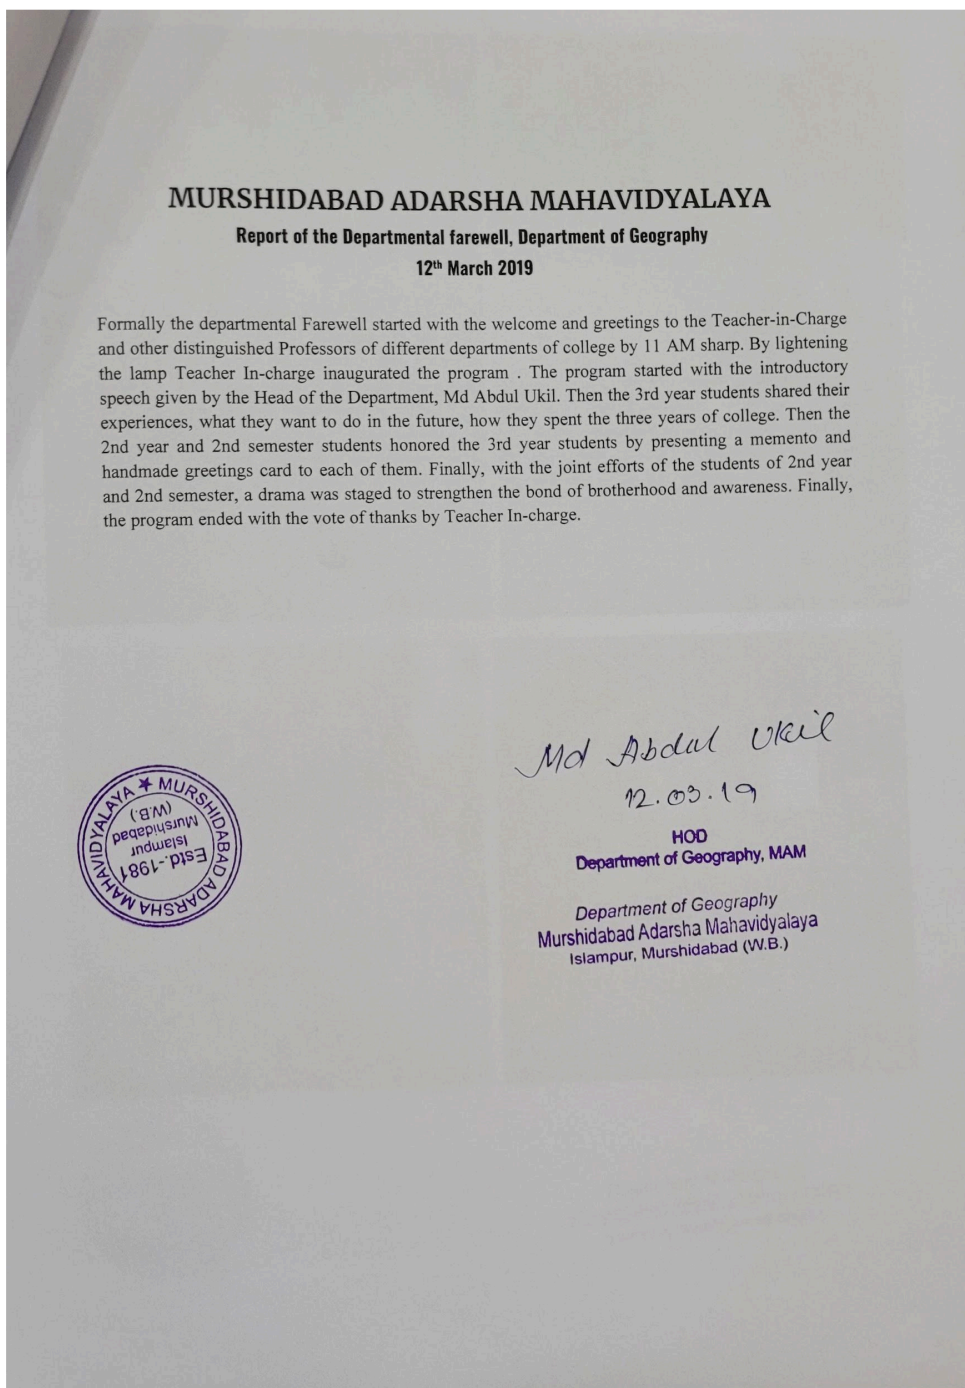 MURSHIDABAD ADARSHA MAHAVIDYALAYA
Report of the Departmental farewell, Department of Geography
12th March 2019
Formally the departmental Farewell started with the welcome and greetings to the Teacher-in-Charge
and other distinguished Professors of different departments of college by 11 AM sharp. By lightening
the lamp Teacher In-charge inaugurated the program . The program started with the introductory
speech given by the Head of the Department, Md Abdul Ukil. Then the 3rd year students shared their
experiences, what they want to do in the future, how they spent the three years of college. Then the
2nd year and 2nd semester students honored the 3rd year students by presenting a memento and
handmade greetings card to each of them. Finally, with the joint efforts of the students of 2nd year
and 2nd semester, a drama was staged to strengthen the bond of brotherhood and awareness. Finally,
the program ended with the vote of thanks by Teacher In-charge.
Md Abdul Ukil
12.03.19
HOD
Department of Geography, MAM
Department of Geography
Murshidabad Adarsha Mahavidyalaya
Islampur, Murshidabad (W.B.)
★ MURSHIDABAD ADARSHA MAHAVIDYALAYA
Estd.-1981
Islampur
Murshidabad
(W.B.)